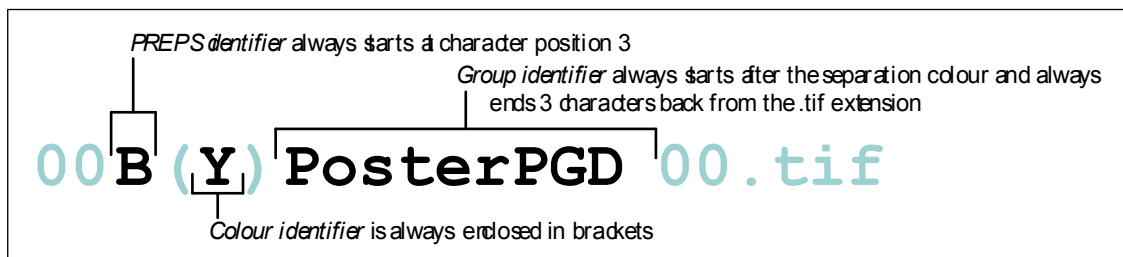 PREPS identifier always starts at character position 3
Group identifier always starts after the separation colour and always
ends 3 characters back from the .tif extension
00B(Y)PosterPGD00.tif
Colour identifier is always enclosed in brackets